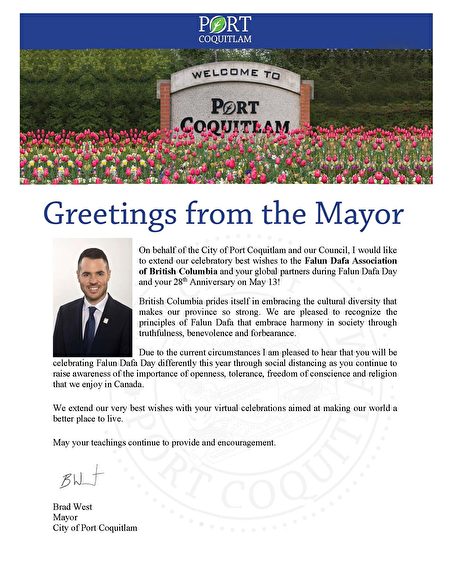 PORT
COQUITLAM
WELCOME TO
PORT
COQUITLAM
Greetings from the Mayor
On behalf of the City of Port Coquitlam and our Council, I would like
to extend our celebratory best wishes to the Falun Dafa Association
of British Columbia and your global partners during Falun Dafa Day
and your 28th Anniversary on May 13!
British Columbia prides itself in embracing the cultural diversity that
makes our province so strong. We are pleased to recognize the
principles of Falun Dafa that embrace harmony in society through
truthfulness, benevolence and forbearance.
Due to the current circumstances I am pleased to hear that you will be
celebrating Falun Dafa Day differently this year through social distancing as you continue to
raise awareness of the importance of openness, tolerance, freedom of conscience and religion
that we enjoy in Canada.
We extend our very best wishes with your virtual celebrations aimed at making our world a
better place to live.
May your teachings continue to provide and encouragement.
Brad West
Mayor
City of Port Coquitlam